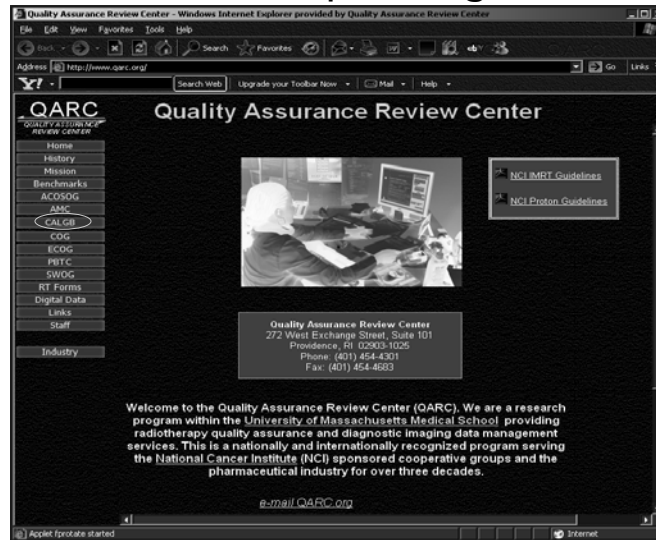 Quality Assurance Review Center - Windows Internet Explorer provided by Quality Assurance Review Center
File Edit View Favorites Tools Help
Back Search Favorites
Address http://www.qarc.org/ Go Links
Y! Search Web Upgrade your Toolbar Now Mail Help
QARC
QUALITY ASSURANCE
REVIEW CENTER
Quality Assurance Review Center
Home
History
Mission
Benchmarks
ACOSOG
AMC
CALGB
COG
ECOG
PBTC
SWOG
RT Forms
Digital Data
Links
Staff
Industry
NCI IMRT Guidelines
NCI Proton Guidelines
Quality Assurance Review Center
272 West Exchange Street, Suite 101
Providence, RI 02903-1025
Phone: (401) 454-4301
Fax: (401) 454-4683
Welcome to the Quality Assurance Review Center (QARC). We are a research
program within the University of Massachusetts Medical School providing
radiotherapy quality assurance and diagnostic imaging data management
services. This is a nationally and internationally recognized program serving
the National Cancer Institute (NCI) sponsored cooperative groups and the
pharmaceutical industry for over three decades.
e-mail QARC.org
Applet fprotate started Internet